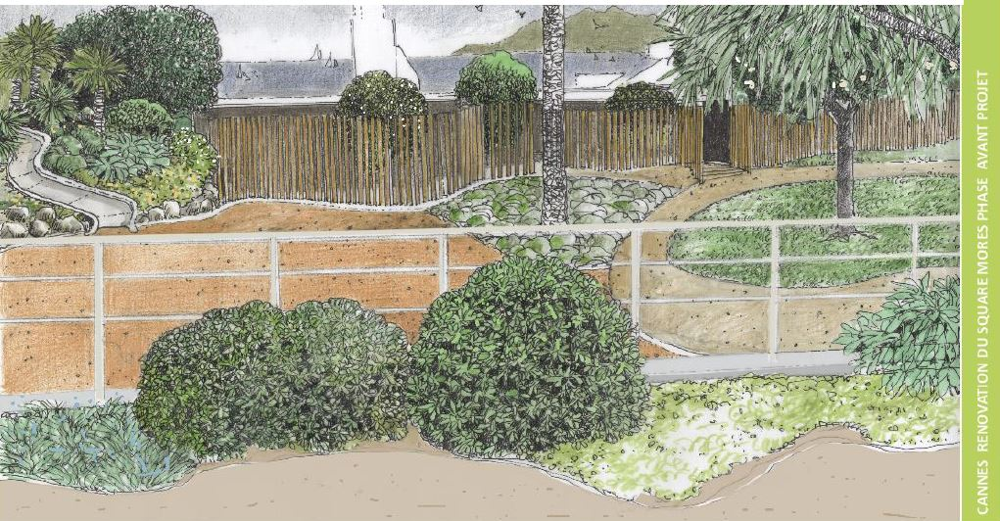 CANNES RENOVATION DU SQUARE MORES PHASE AVANT PROJET